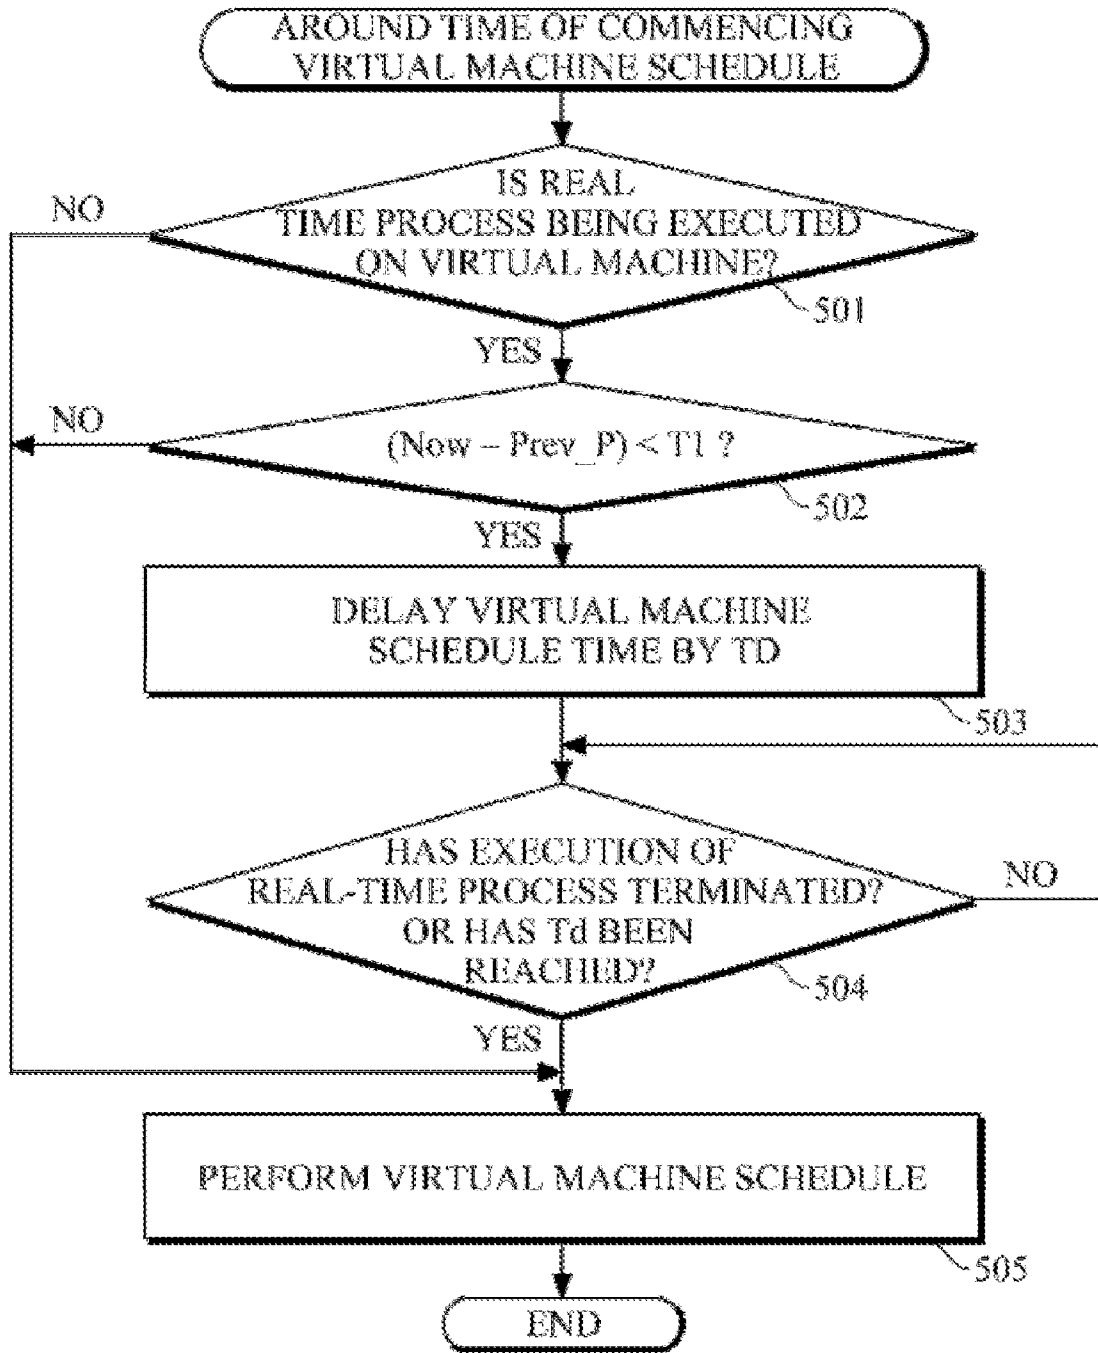 AROUND TIME OF COMMENCING
VIRTUAL MACHINE SCHEDULE
IS REAL
TIME PROCESS BEING EXECUTED
ON VIRTUAL MACHINE?
NO
501
YES
(Now – Prev_P) < T1 ?
NO
502
YES
DELAY VIRTUAL MACHINE
SCHEDULE TIME BY TD
503
HAS EXECUTION OF
REAL-TIME PROCESS TERMINATED?
OR HAS Td BEEN
REACHED?
NO
504
YES
PERFORM VIRTUAL MACHINE SCHEDULE
505
END